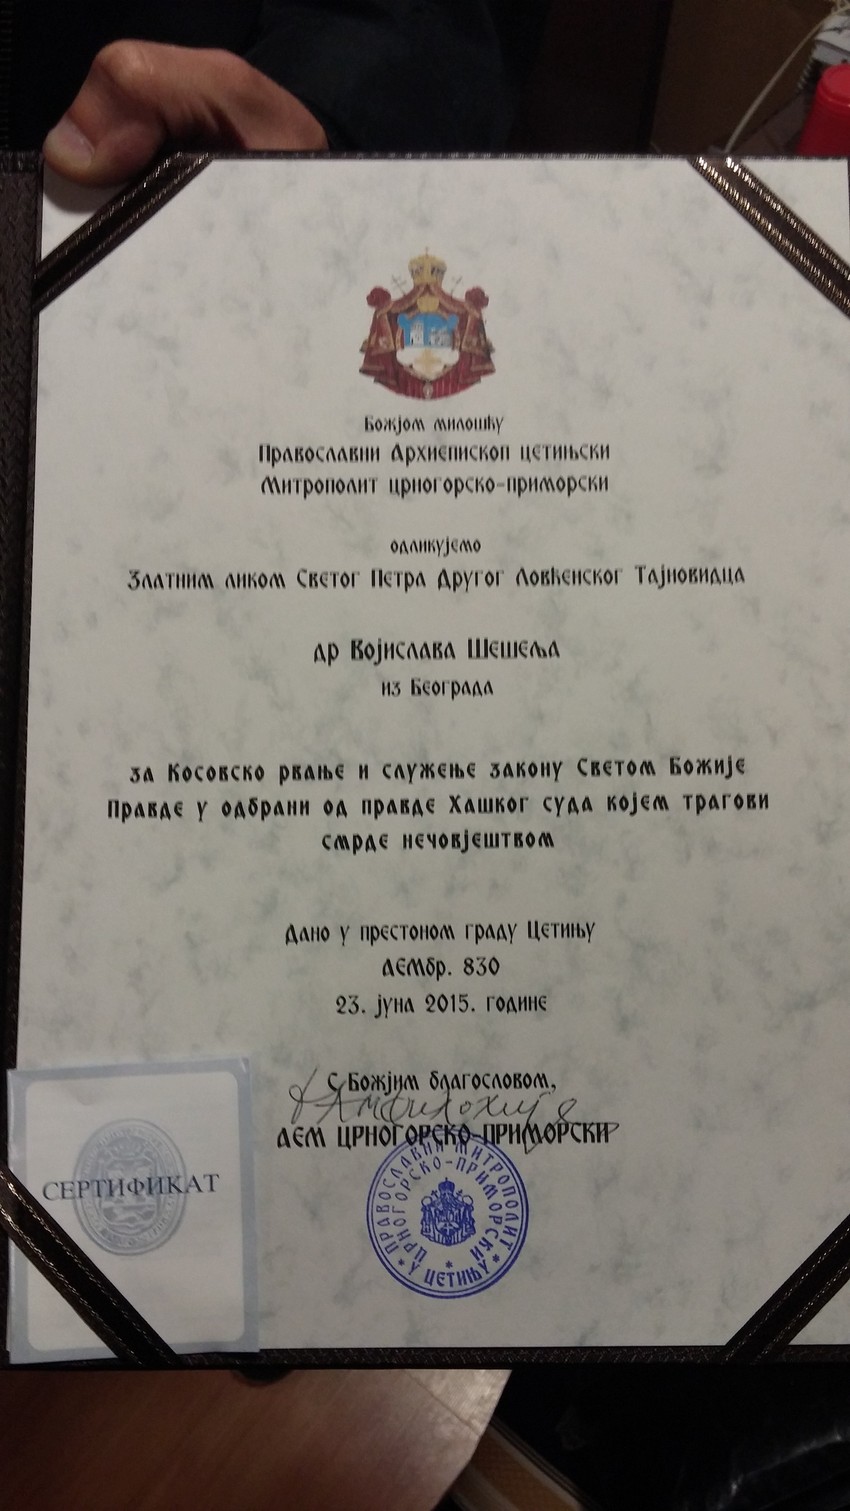 Божјом милошћу
Православни Архиепископ цетињски
Митрополит црногорско-приморски
одликујемо
Златним ликом Светог Петра Другог Ловћенског Тајновидца
др Војислава Шешеља
из Београда
за Косовско рвање и служење закону Светом Божије
Правде у одбрани од правде Хашког суда којем трагови
смрде нечовјештвом
Дано у престоном граду Цетињу
АЕМбр. 830
23. јуна 2015. године
С Божјим благословом,
† Амфилохије
АЕМ ЦРНОГОРСКО-ПРИМОРСКИ
* ПРАВОСЛАВНИ МИТРОПОЛИТ *
ЦРНОГОРСКО-ПРИМОРСКИ *
У ЦЕТИЊУ
СЕРТИФИКАТ